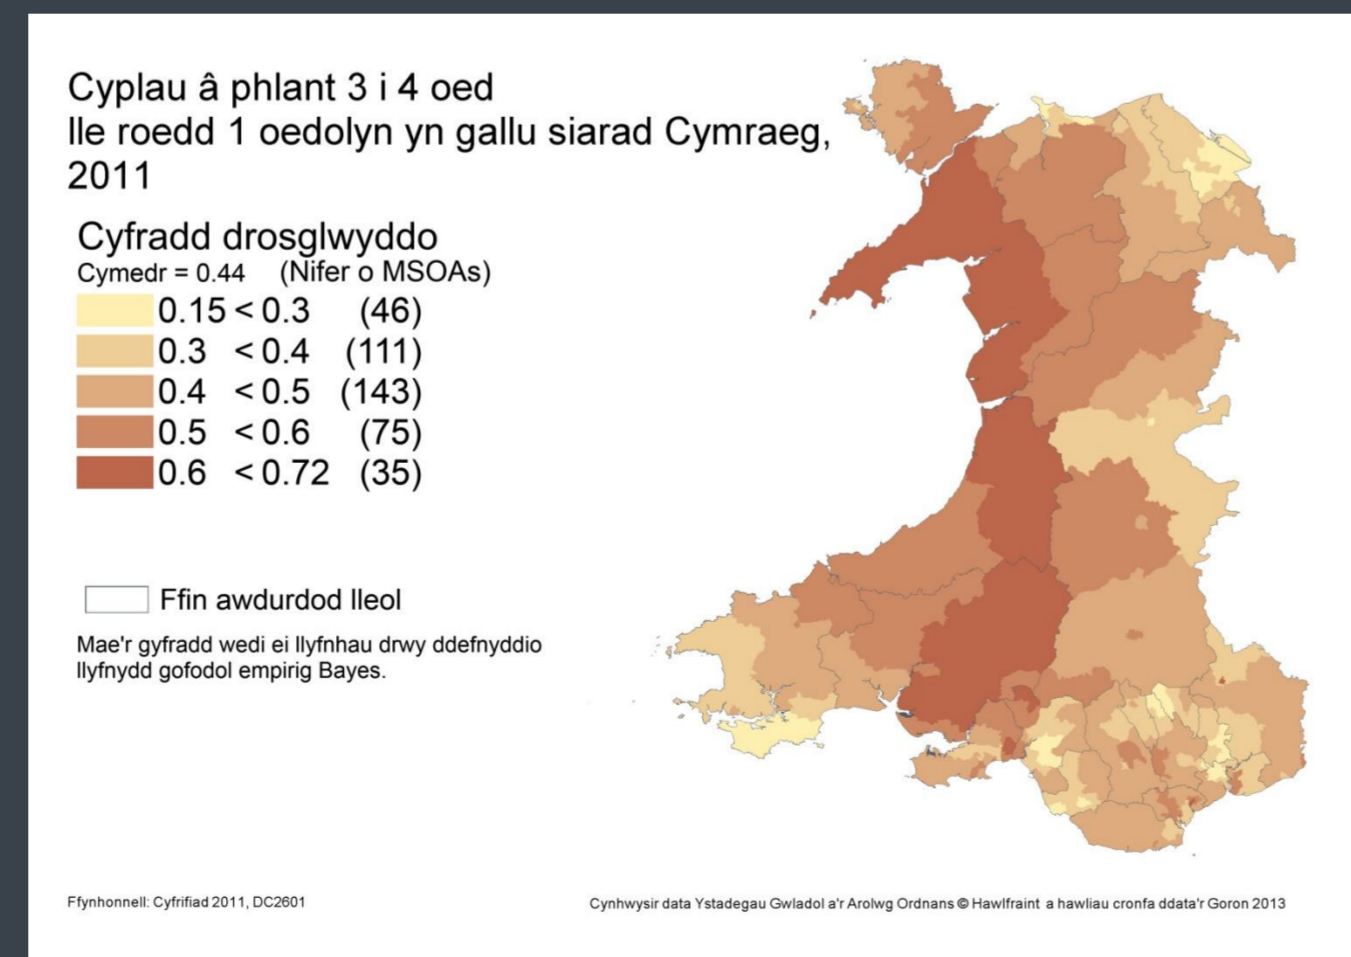 Cyplau â phlant 3 i 4 oed
lle roedd 1 oedolyn yn gallu siarad Cymraeg,
2011
Cyfradd drosglwyddo
Cymedr = 0.44 (Nifer o MSOAs)
0.15 < 0.3 (46)
0.3 < 0.4 (111)
0.4 < 0.5 (143)
0.5 < 0.6 (75)
0.6 < 0.72 (35)
Ffin awdurdod lleol
Mae'r gyfradd wedi ei llyfnhau drwy ddefnyddio
llyfnydd gofodol empirig Bayes.
Ffynhonnell: Cyfrifiad 2011, DC2601
Cynhwysir data Ystadegau Gwladol a'r Arolwg Ordnans © Hawlfraint a hawliau cronfa ddata'r Goron 2013